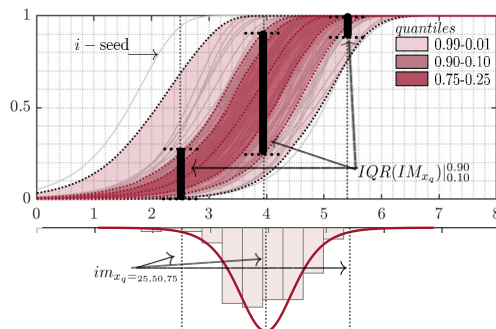 1
quantiles
i − seed
0.99-0.01
0.90-0.10
0.75-0.25
0.5
IQR(IM_{x_q})|^{0.90}_{0.10}
0
0 1 2 3 4 5 6 7 8
im_{x_{q=25,50,75}}